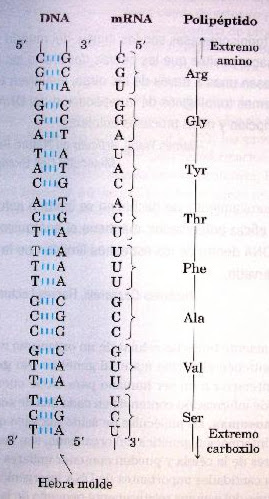 DNA mRNA Polipéptido
5′ 3′ 5′ Extremo
amino
C G C
G C G Arg
T A U
G C G
G C G Gly
A T A
T A U
A T A Tyr
C G C
A T A
C G C Thr
T A U
T A U
T A U Phe
T A U
G C G
C G C Ala
C G C
G C G
T A U Val
T A U
T A U
C G C Ser
T A U Extremo
3′ 5′ 3′ carboxilo
Hebra molde